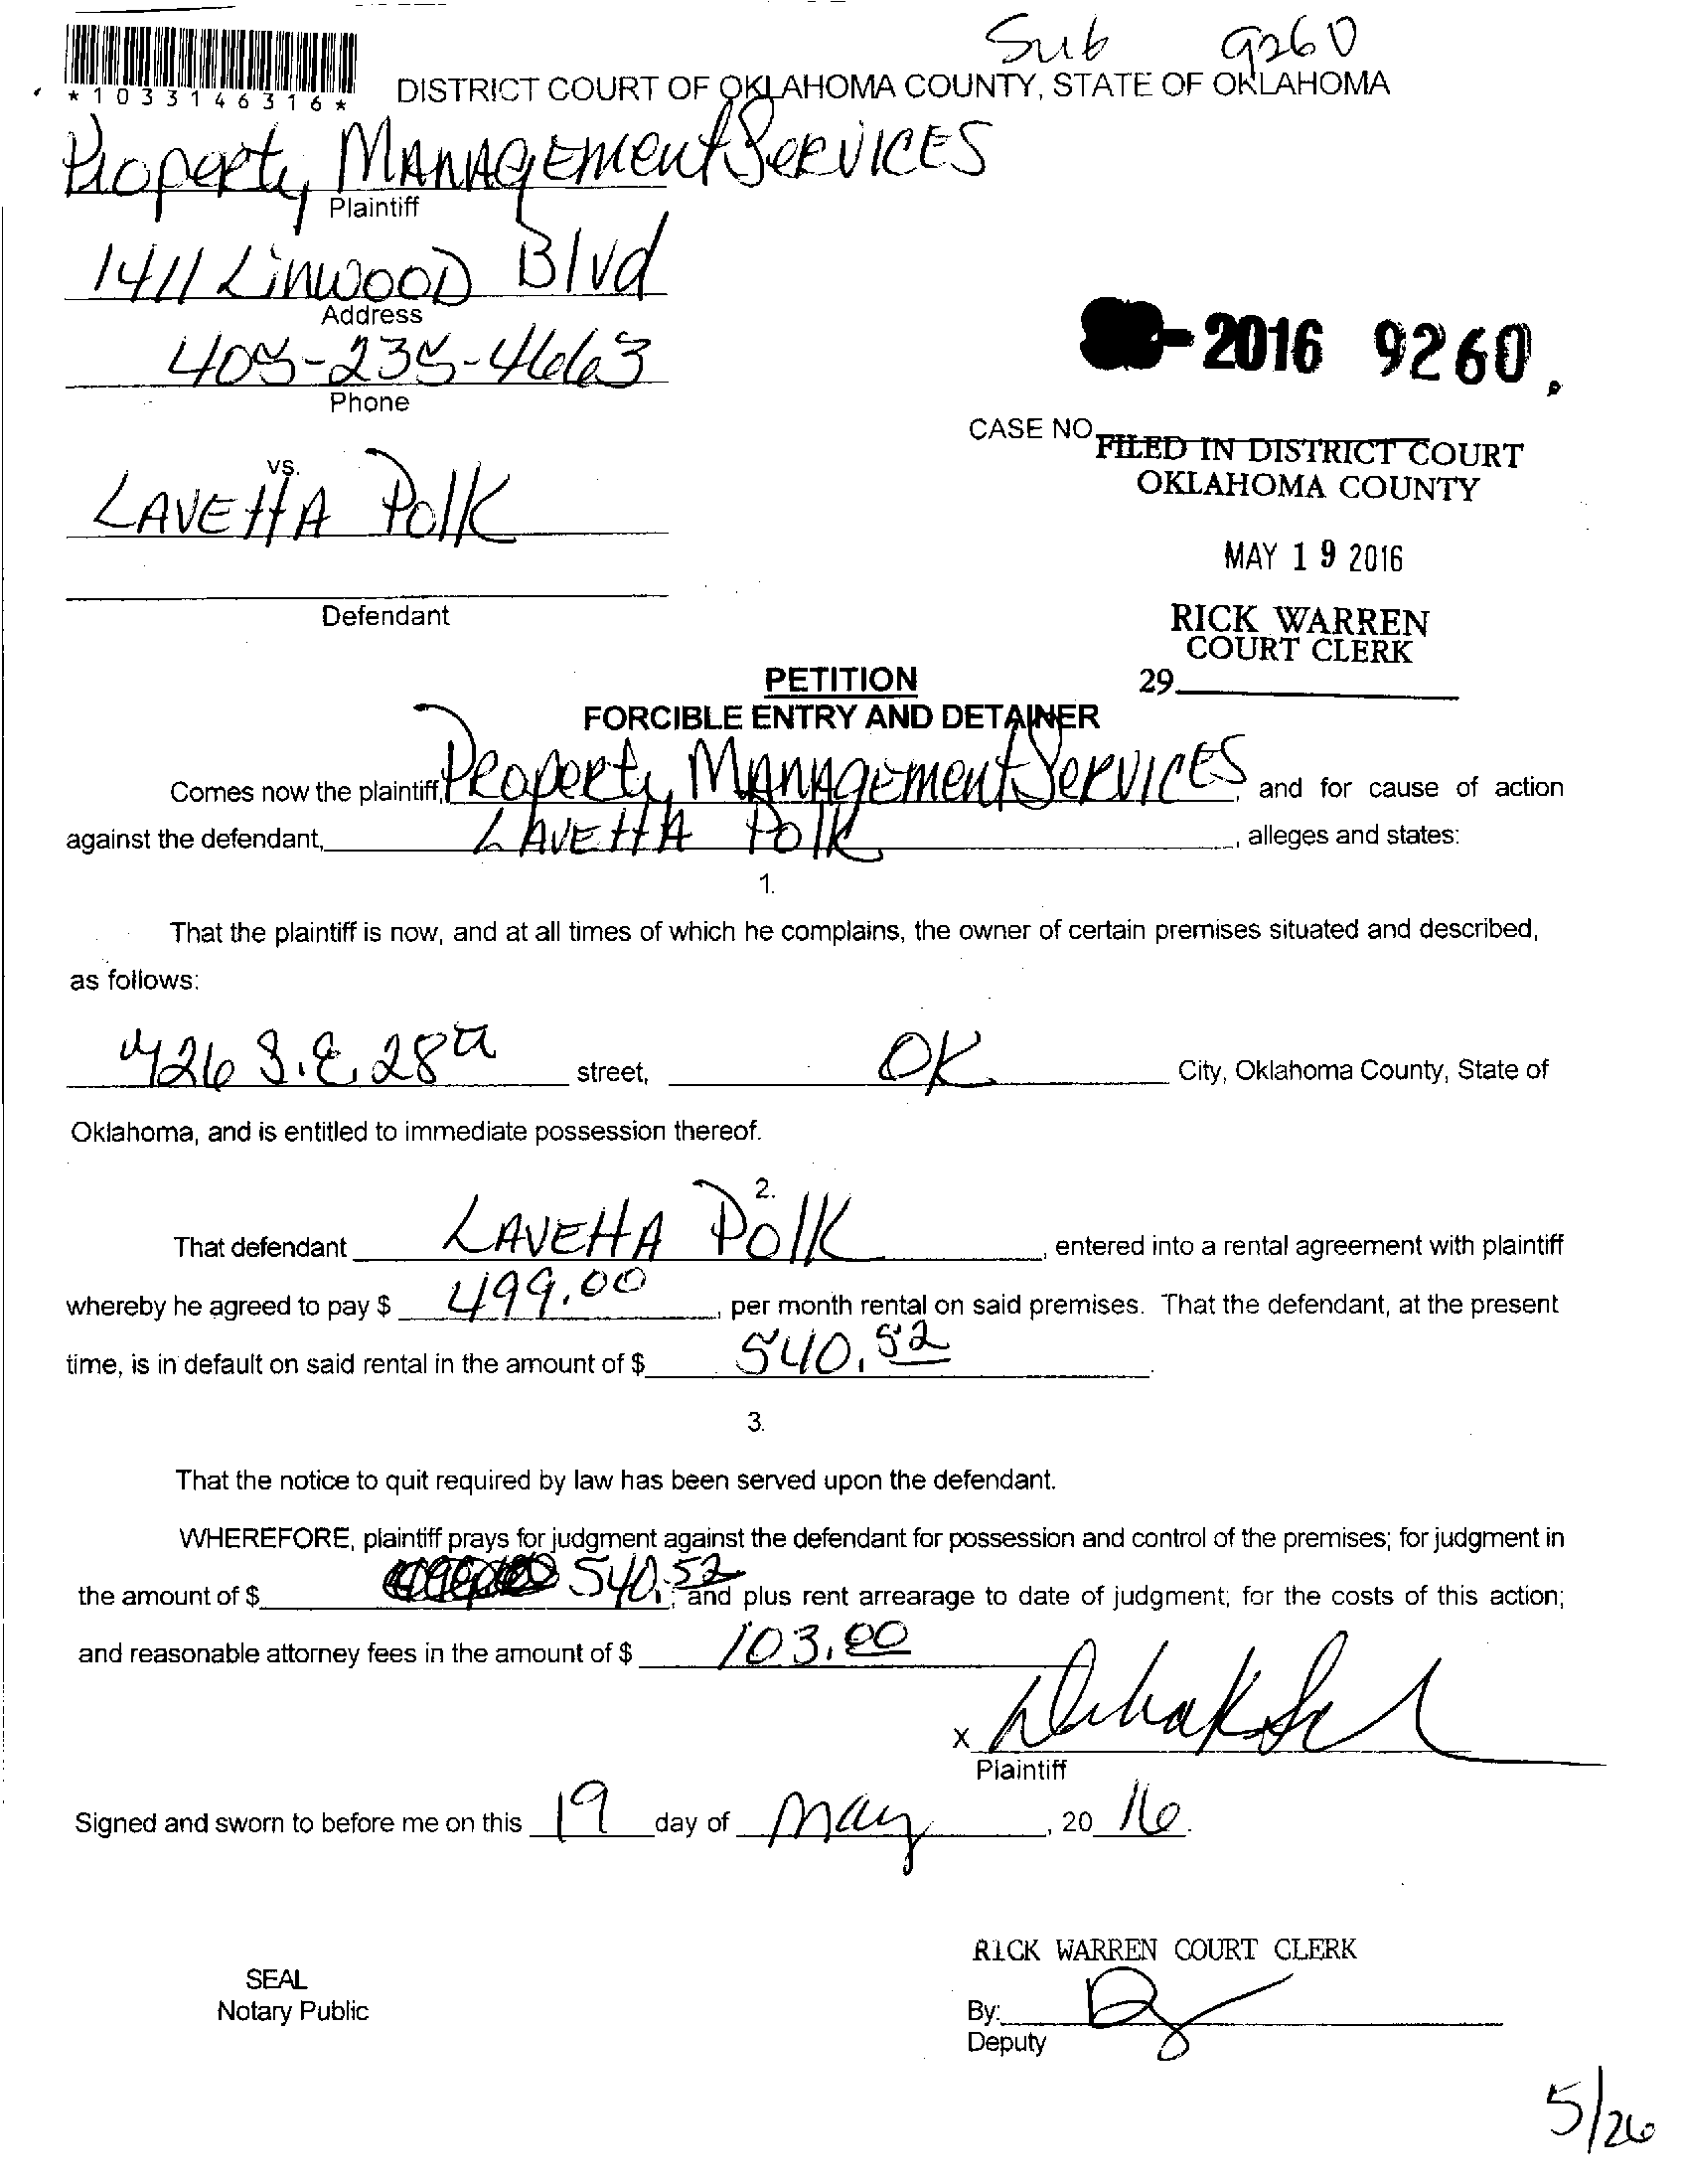 Sub 9260
*1033146316*
DISTRICT COURT OF OKLAHOMA COUNTY, STATE OF OKLAHOMA
Property Management Services
Plaintiff
1411 Linwood Blvd
Address
405-235-4663
Phone
-2016 9260
CASE NO.
FILED IN DISTRICT COURT
OKLAHOMA COUNTY
vs.
LAVEttA Polk
MAY 19 2016
Defendant
RICK WARREN
COURT CLERK
29
PETITION
FORCIBLE ENTRY AND DETAINER
Comes now the plaintiff, Property Management Services, and for cause of action
against the defendant, LAVEttA Polk, alleges and states:
1.
That the plaintiff is now, and at all times of which he complains, the owner of certain premises situated and described,
as follows:
426 S.E. 28th street, OK City, Oklahoma County, State of
Oklahoma, and is entitled to immediate possession thereof.
2.
That defendant LAVEttA Polk, entered into a rental agreement with plaintiff
whereby he agreed to pay $ 499.00, per month rental on said premises. That the defendant, at the present
time, is in default on said rental in the amount of $ 540.52.
3.
That the notice to quit required by law has been served upon the defendant.
WHEREFORE, plaintiff prays for judgment against the defendant for possession and control of the premises; for judgment in
the amount of $ 540.52; and plus rent arrearage to date of judgment; for the costs of this action;
and reasonable attorney fees in the amount of $ 103.00
X
Plaintiff
Signed and sworn to before me on this 19 day of May, 20 16.
RICK WARREN COURT CLERK
SEAL
Notary Public
By:
Deputy
5/26